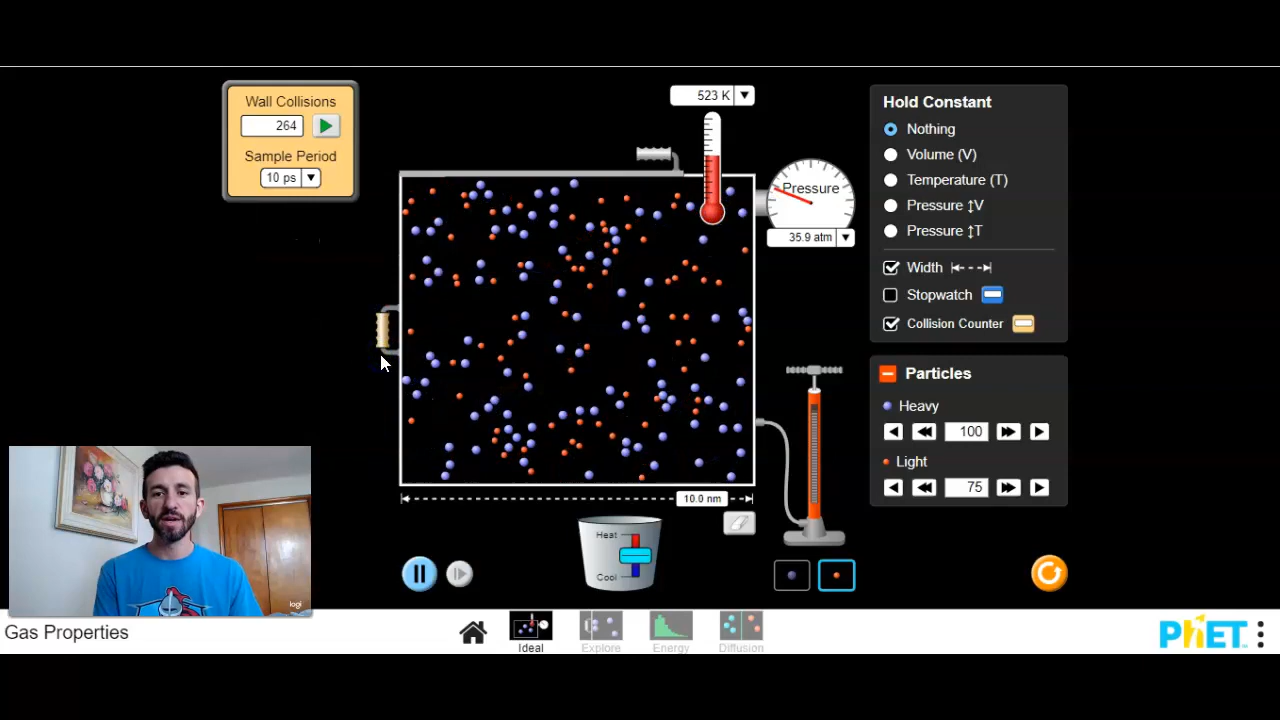 Wall Collisions
264
Sample Period
10 ps
523 K
Pressure
35.9 atm
Hold Constant
Nothing
Volume (V)
Temperature (T)
Pressure ↕V
Pressure ↕T
Width
Stopwatch
Collision Counter
Particles
Heavy
100
Light
75
10.0 nm
Heat
Cool
logi
Gas Properties
Ideal
Explore
Energy
Diffusion
PhET